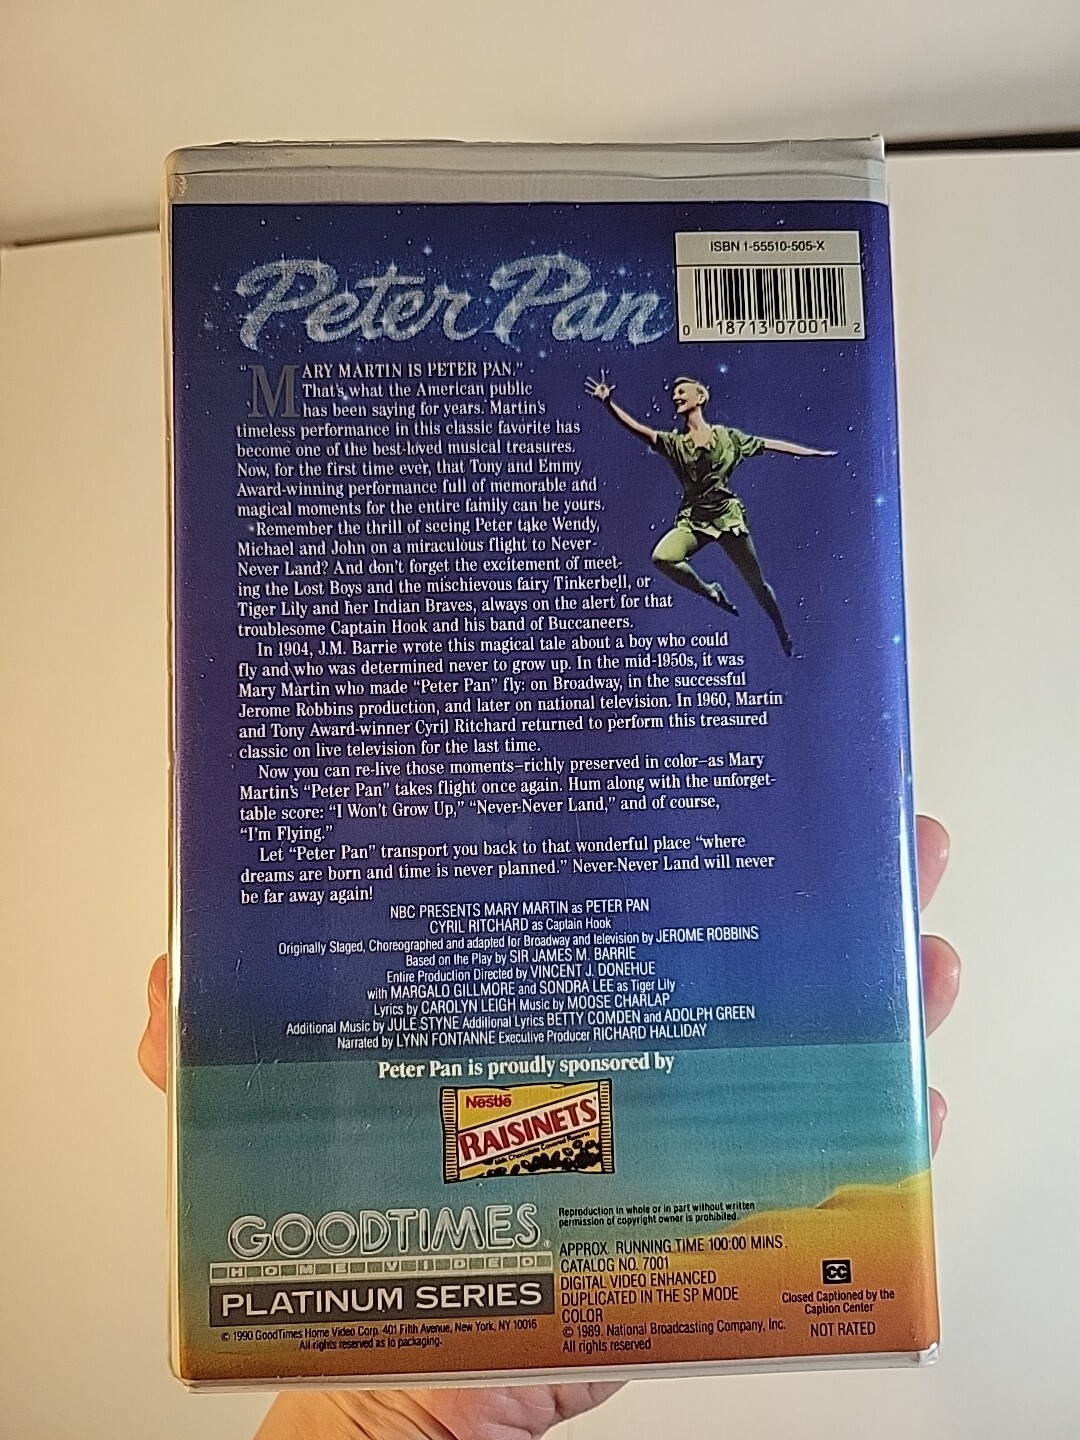 ISBN 1-55510-505-X
0 18713 07001 2
Peter Pan
"MARY MARTIN IS PETER PAN."
That's what the American public
has been saying for years. Martin's
timeless performance in this classic favorite has
become one of the best-loved musical treasures.
Now, for the first time ever, that Tony and Emmy
Award-winning performance full of memorable and
magical moments for the entire family can be yours.
Remember the thrill of seeing Peter take Wendy,
Michael and John on a miraculous flight to Never-
Never Land? And don't forget the excitement of meet-
ing the Lost Boys and the mischievous fairy Tinkerbell, or
Tiger Lily and her Indian Braves, always on the alert for that
troublesome Captain Hook and his band of Buccaneers.
In 1904, J.M. Barrie wrote this magical tale about a boy who could
fly and who was determined never to grow up. In the mid-1950s, it was
Mary Martin who made "Peter Pan" fly: on Broadway, in the successful
Jerome Robbins production, and later on national television. In 1960, Martin
and Tony Award-winner Cyril Ritchard returned to perform this treasured
classic on live television for the last time.
Now you can re-live those moments–richly preserved in color–as Mary
Martin's "Peter Pan" takes flight once again. Hum along with the unforget-
table score: "I Won't Grow Up," "Never-Never Land," and of course,
"I'm Flying."
Let "Peter Pan" transport you back to that wonderful place "where
dreams are born and time is never planned." Never-Never Land will never
be far away again!
NBC PRESENTS MARY MARTIN as PETER PAN
CYRIL RITCHARD as Captain Hook
Originally Staged, Choreographed and adapted for Broadway and television by JEROME ROBBINS
Based on the Play by SIR JAMES M. BARRIE
Entire Production Directed by VINCENT J. DONEHUE
with MARGALO GILLMORE and SONDRA LEE as Tiger Lily
Lyrics by CAROLYN LEIGH Music by MOOSE CHARLAP
Additional Music by JULE STYNE Additional Lyrics BETTY COMDEN and ADOLPH GREEN
Narrated by LYNN FONTANNE Executive Producer RICHARD HALLIDAY
Peter Pan is proudly sponsored by
Nestlé
RAISINETS
Milk Chocolate Covered Raisins
GOODTIMES®
HOME VIDEO
PLATINUM SERIES
© 1990 GoodTimes Home Video Corp. 401 Fifth Avenue, New York, NY 10016
All rights reserved as to packaging.
Reproduction in whole or in part without written
permission of copyright owner is prohibited.
APPROX. RUNNING TIME 100:00 MINS.
CATALOG NO. 7001
DIGITAL VIDEO ENHANCED
DUPLICATED IN THE SP MODE
COLOR
© 1989. National Broadcasting Company, Inc.
All rights reserved
CC
Closed Captioned by the
Caption Center
NOT RATED